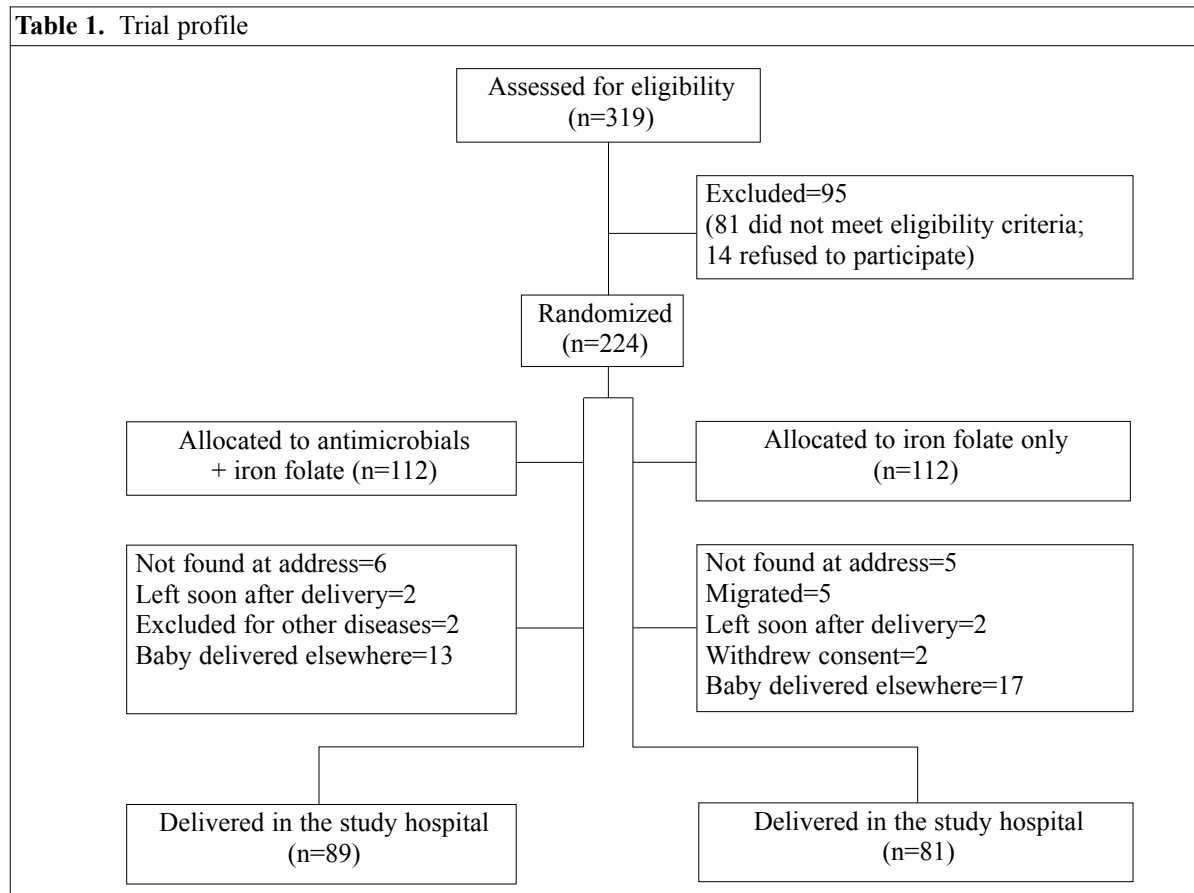 Table 1. Trial profile
Assessed for eligibility
(n=319)
Excluded=95
(81 did not meet eligibility criteria;
14 refused to participate)
Randomized
(n=224)
Allocated to antimicrobials
+ iron folate (n=112)
Allocated to iron folate only
(n=112)
Not found at address=6
Left soon after delivery=2
Excluded for other diseases=2
Baby delivered elsewhere=13
Not found at address=5
Migrated=5
Left soon after delivery=2
Withdrew consent=2
Baby delivered elsewhere=17
Delivered in the study hospital
(n=89)
Delivered in the study hospital
(n=81)